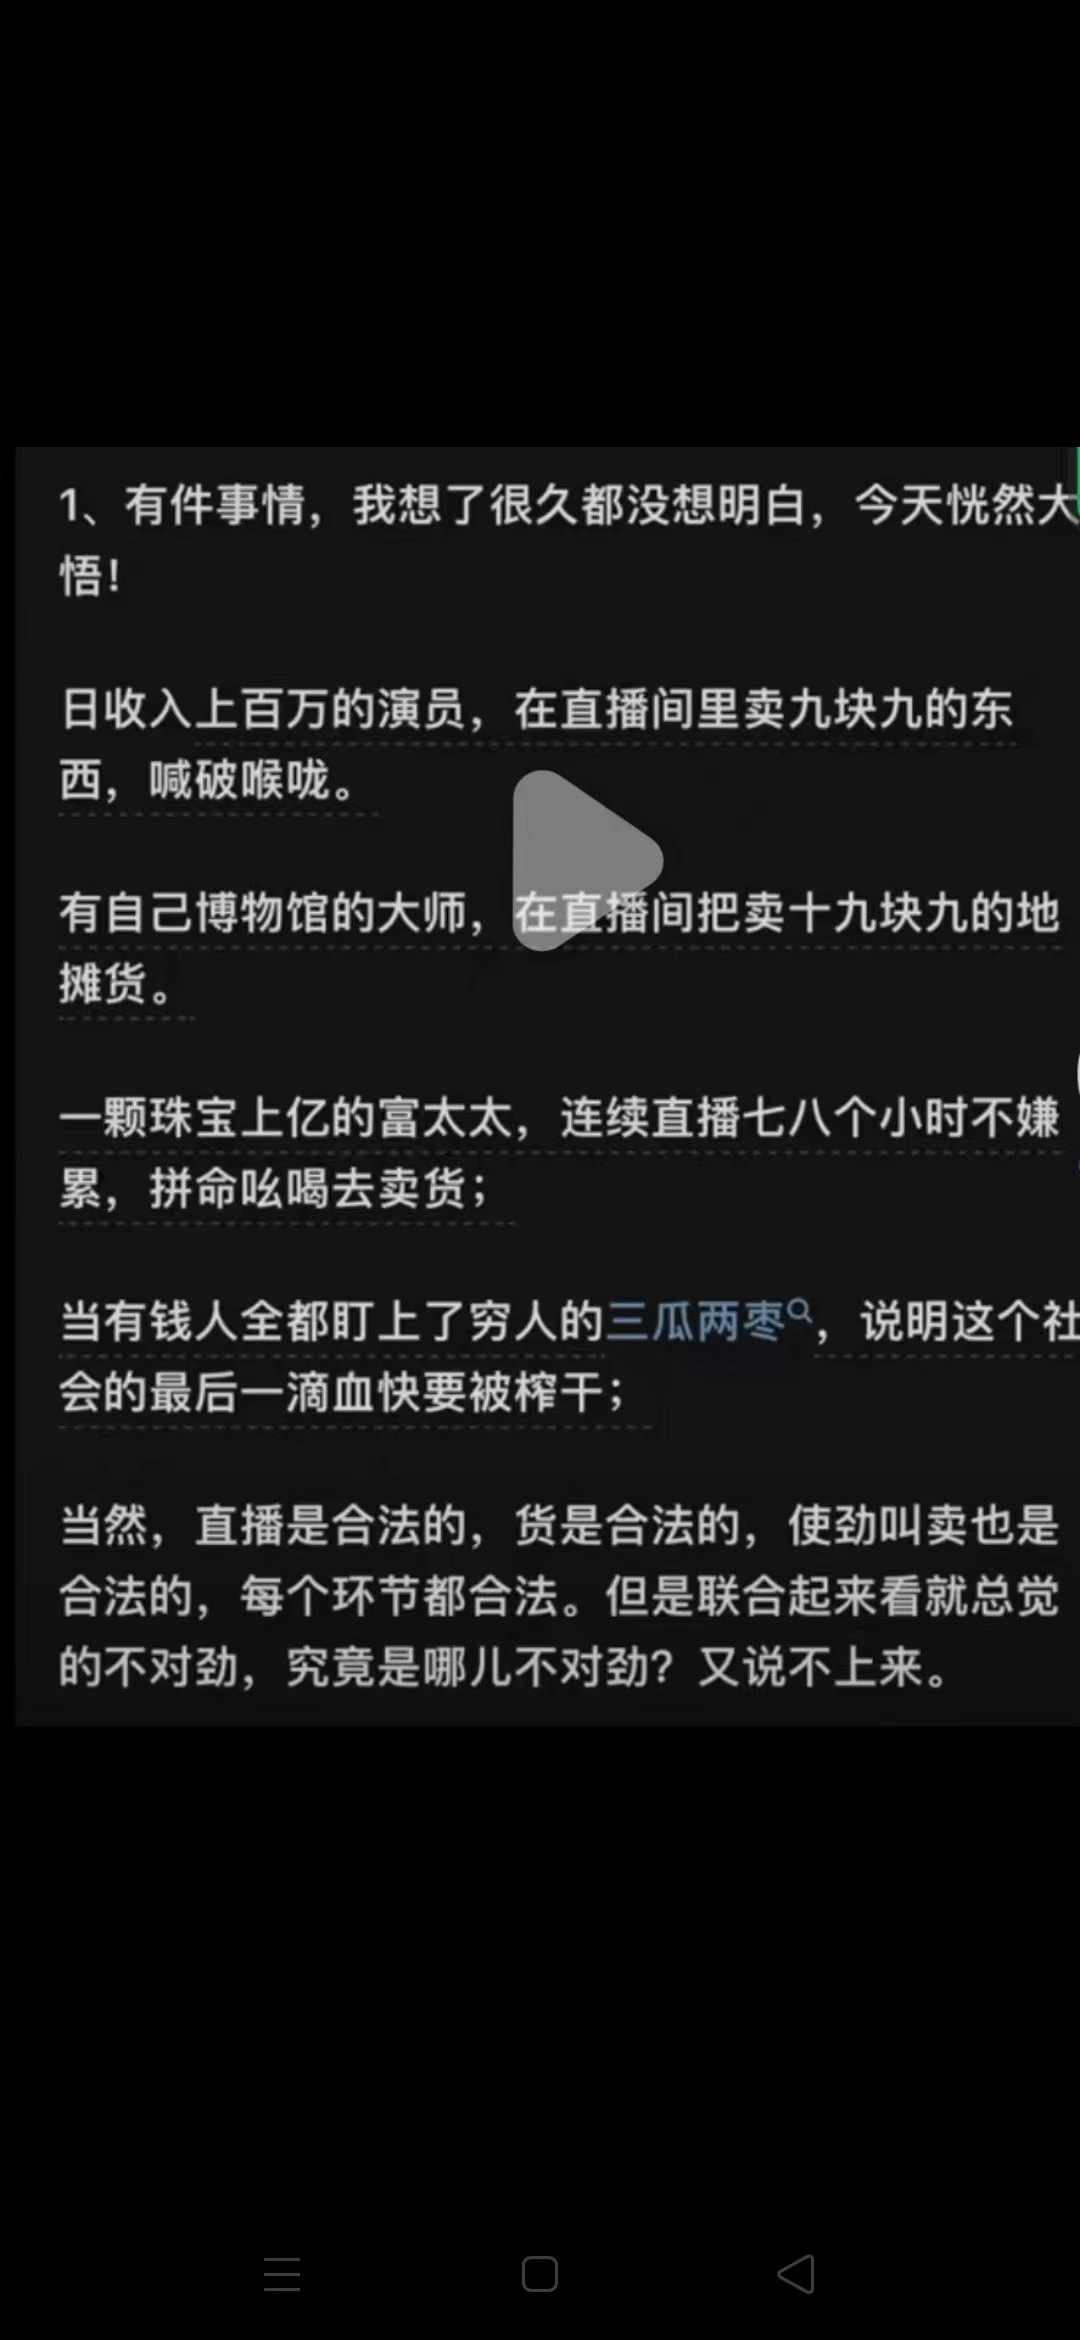 1、有件事情，我想了很久都没想明白，今天恍然大
悟！
日收入上百万的演员，在直播间里卖九块九的东
西，喊破喉咙。
有自己博物馆的大师，在直播间把卖十九块九的地
摊货。
一颗珠宝上亿的富太太，连续直播七八个小时不嫌
累，拼命吆喝去卖货；
当有钱人全都盯上了穷人的三瓜两枣，说明这个社
会的最后一滴血快要被榨干；
当然，直播是合法的，货是合法的，使劲叫卖也是
合法的，每个环节都合法。但是联合起来看就总觉
的不对劲，究竟是哪儿不对劲？又说不上来。